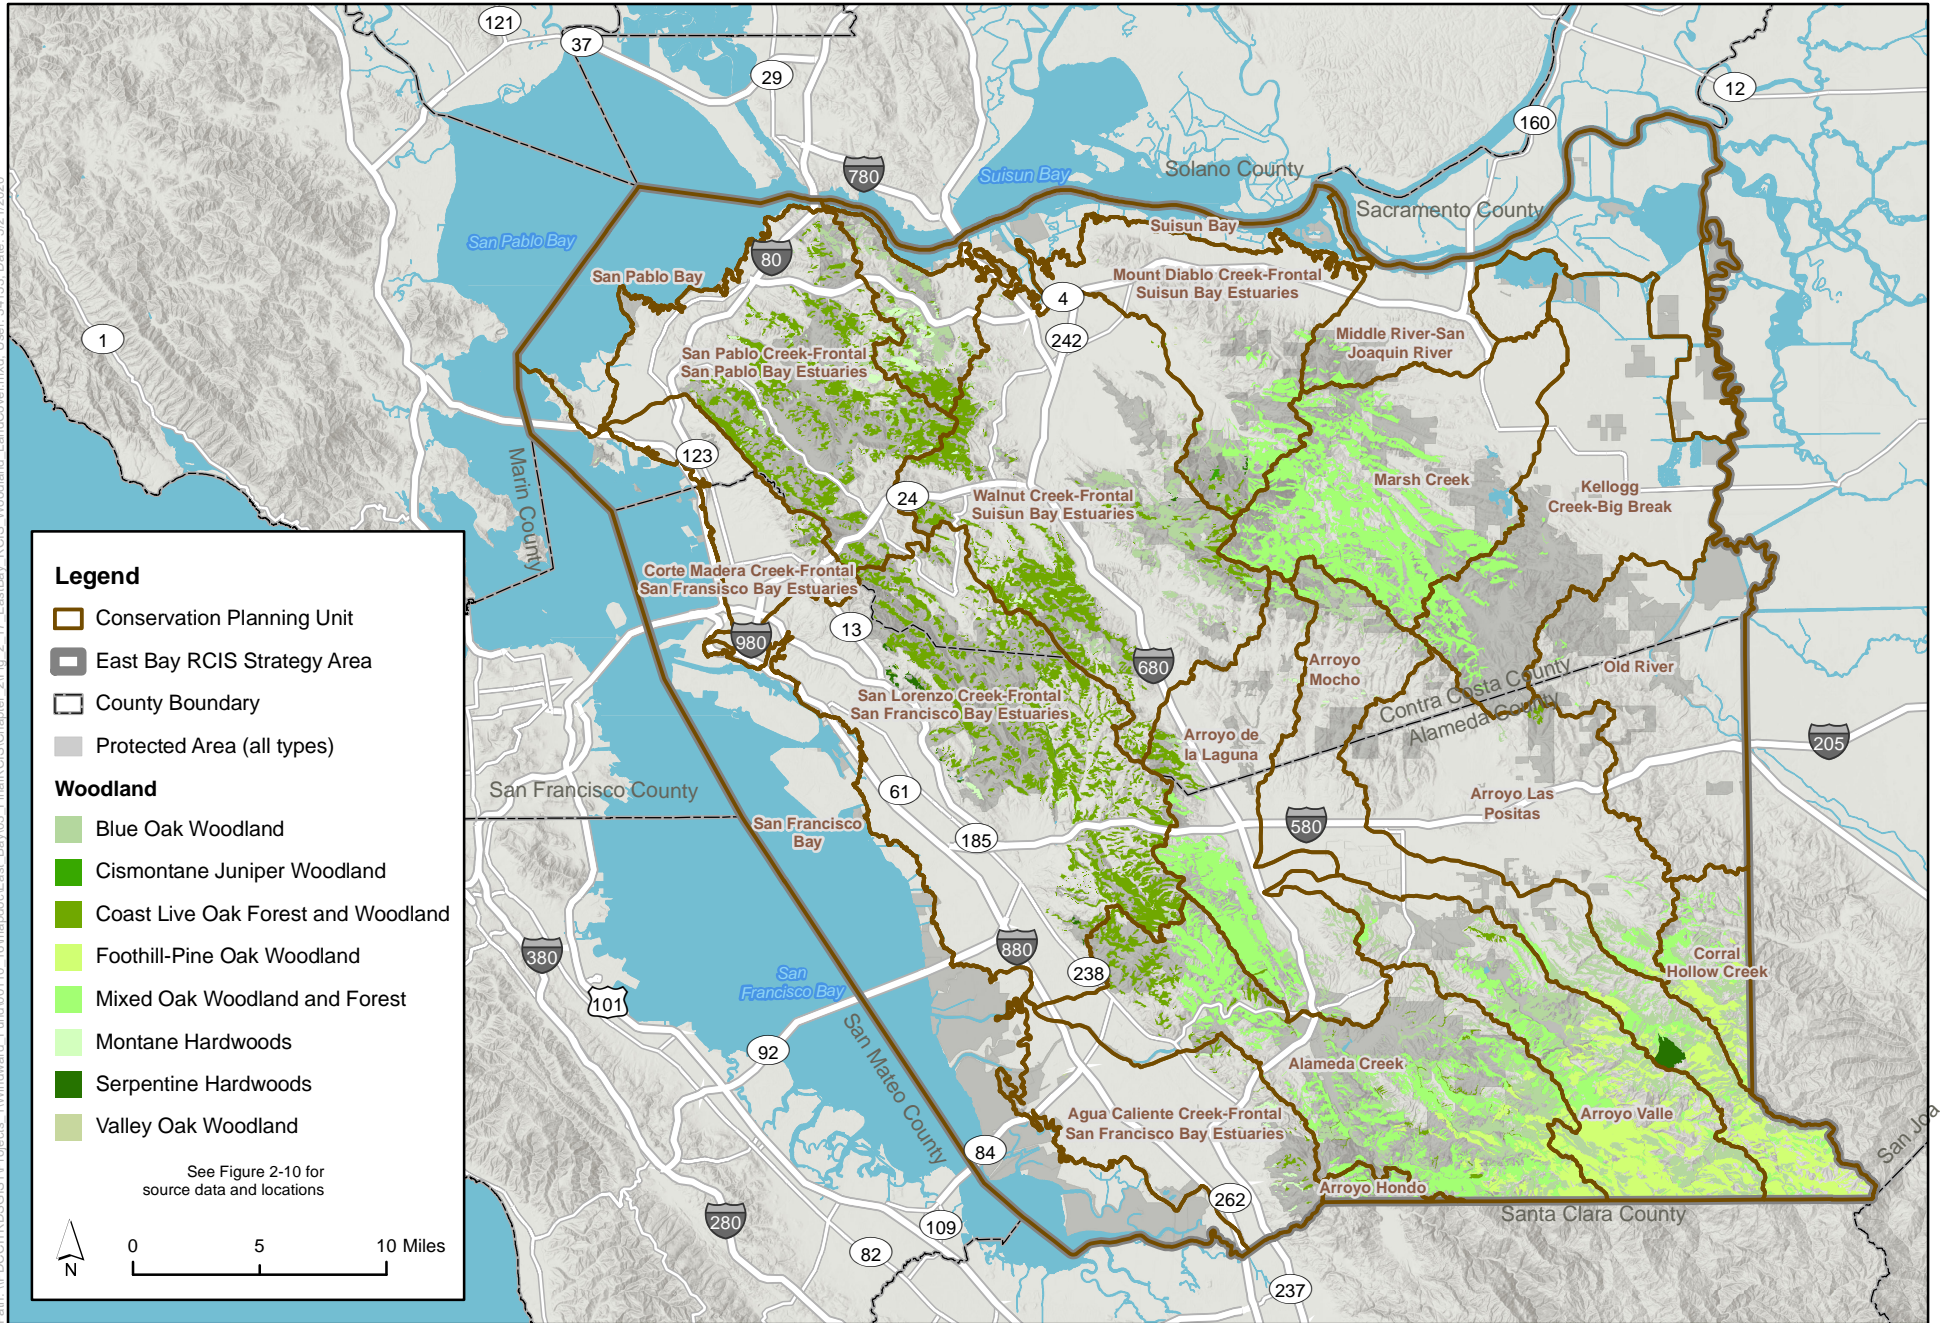 121
37
29
12
160
780
Solano County
Suisun Bay
Sacramento County
San Pablo Bay
Suisun Bay
80
San Pablo Bay
Mount Diablo Creek-Frontal
Suisun Bay Estuaries
4
1
242
Middle River-San
Joaquin River
San Pablo Creek-Frontal
San Pablo Bay Estuaries
123
Marin County
24
Walnut Creek-Frontal
Suisun Bay Estuaries
Marsh Creek
Kellogg
Creek-Big Break
Corte Madera Creek-Frontal
San Fransisco Bay Estuaries
980
13
680
Arroyo
Mocho
Contra Costa County
Alameda County
Old River
San Lorenzo Creek-Frontal
San Francisco Bay Estuaries
Arroyo de
la Laguna
205
San Francisco County
61
Arroyo Las
Positas
San Francisco
Bay
185
580
380
880
238
Corral
Hollow Creek
San
Francisco Bay
101
92
San Mateo County
Alameda Creek
Agua Caliente Creek-Frontal
San Francisco Bay Estuaries
Arroyo Valle
84
Arroyo Hondo
262
Santa Clara County
San Joa
280
109
82
237
Legend
Conservation Planning Unit
East Bay RCIS Strategy Area
County Boundary
Protected Area (all types)
Woodland
Blue Oak Woodland
Cismontane Juniper Woodland
Coast Live Oak Forest and Woodland
Foothill-Pine Oak Woodland
Mixed Oak Woodland and Forest
Montane Hardwoods
Serpentine Hardwoods
Valley Oak Woodland
See Figure 2-10 for
source data and locations
N
0 5 10 Miles